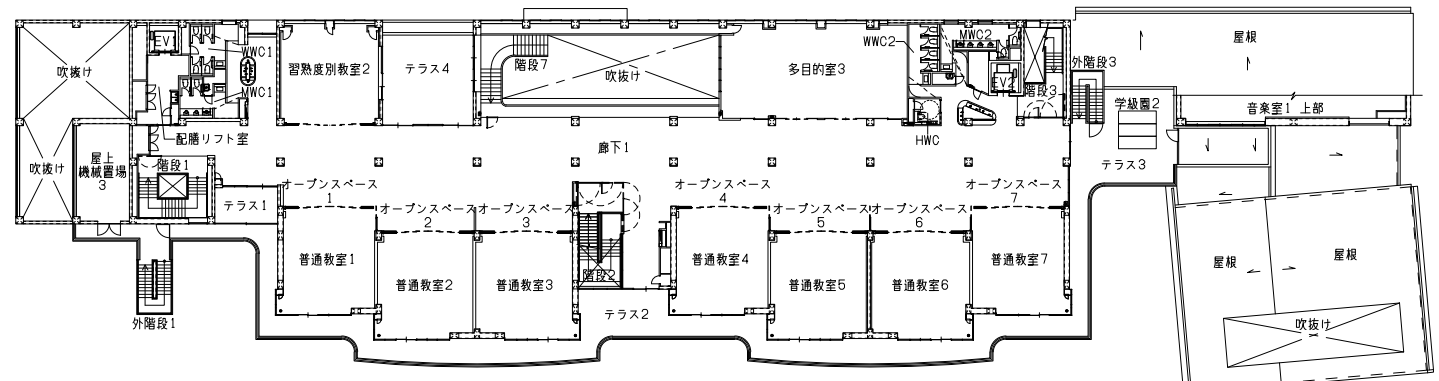 吹抜け
EV1
WWC1
MWC1
配膳リフト室
習熟度別教室2
テラス4
階段7
吹抜け
多目的室3
WWC2
MWC2
EV2
階段3
HWC
外階段3
学級園2
テラス3
屋根
音楽室1 上部
吹抜け
屋上
機械置場
3
階段1
テラス1
外階段1
廊下1
オープンスペース
1
オープンスペース
2
オープンスペース
3
オープンスペース
4
オープンスペース
5
オープンスペース
6
オープンスペース
7
普通教室1
普通教室2
普通教室3
階段2
テラス2
普通教室4
普通教室5
普通教室6
普通教室7
屋根
屋根
吹抜け